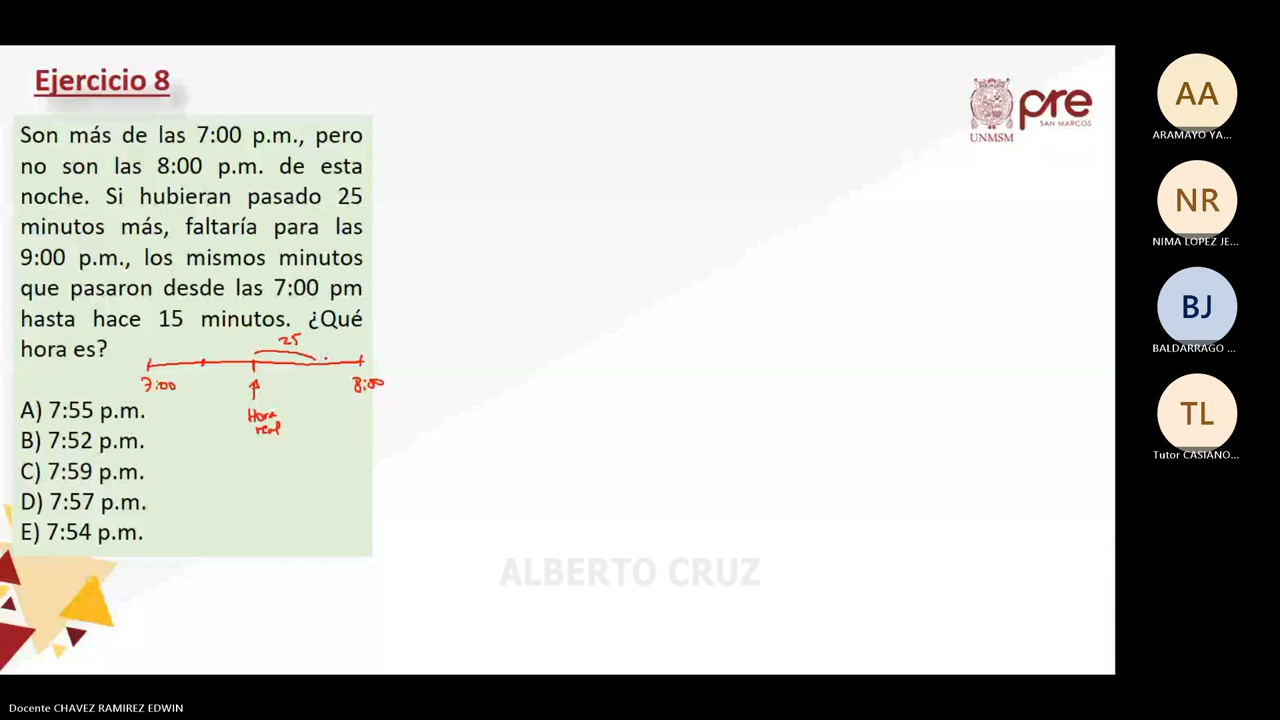 Ejercicio 8
Son más de las 7:00 p.m., pero
no son las 8:00 p.m. de esta
noche. Si hubieran pasado 25
minutos más, faltaría para las
9:00 p.m., los mismos minutos
que pasaron desde las 7:00 pm
hasta hace 15 minutos. ¿Qué
hora es?
25
7:00
8:00
Hora
real
A) 7:55 p.m.
B) 7:52 p.m.
C) 7:59 p.m.
D) 7:57 p.m.
E) 7:54 p.m.
UNMSM
pre
SAN MARCOS
ALBERTO CRUZ
AA
ARAMAYO YA...
NR
NIMA LOPEZ JE...
BJ
BALDARRAGO ...
TL
Tutor CASIANO...
Docente CHAVEZ RAMIREZ EDWIN